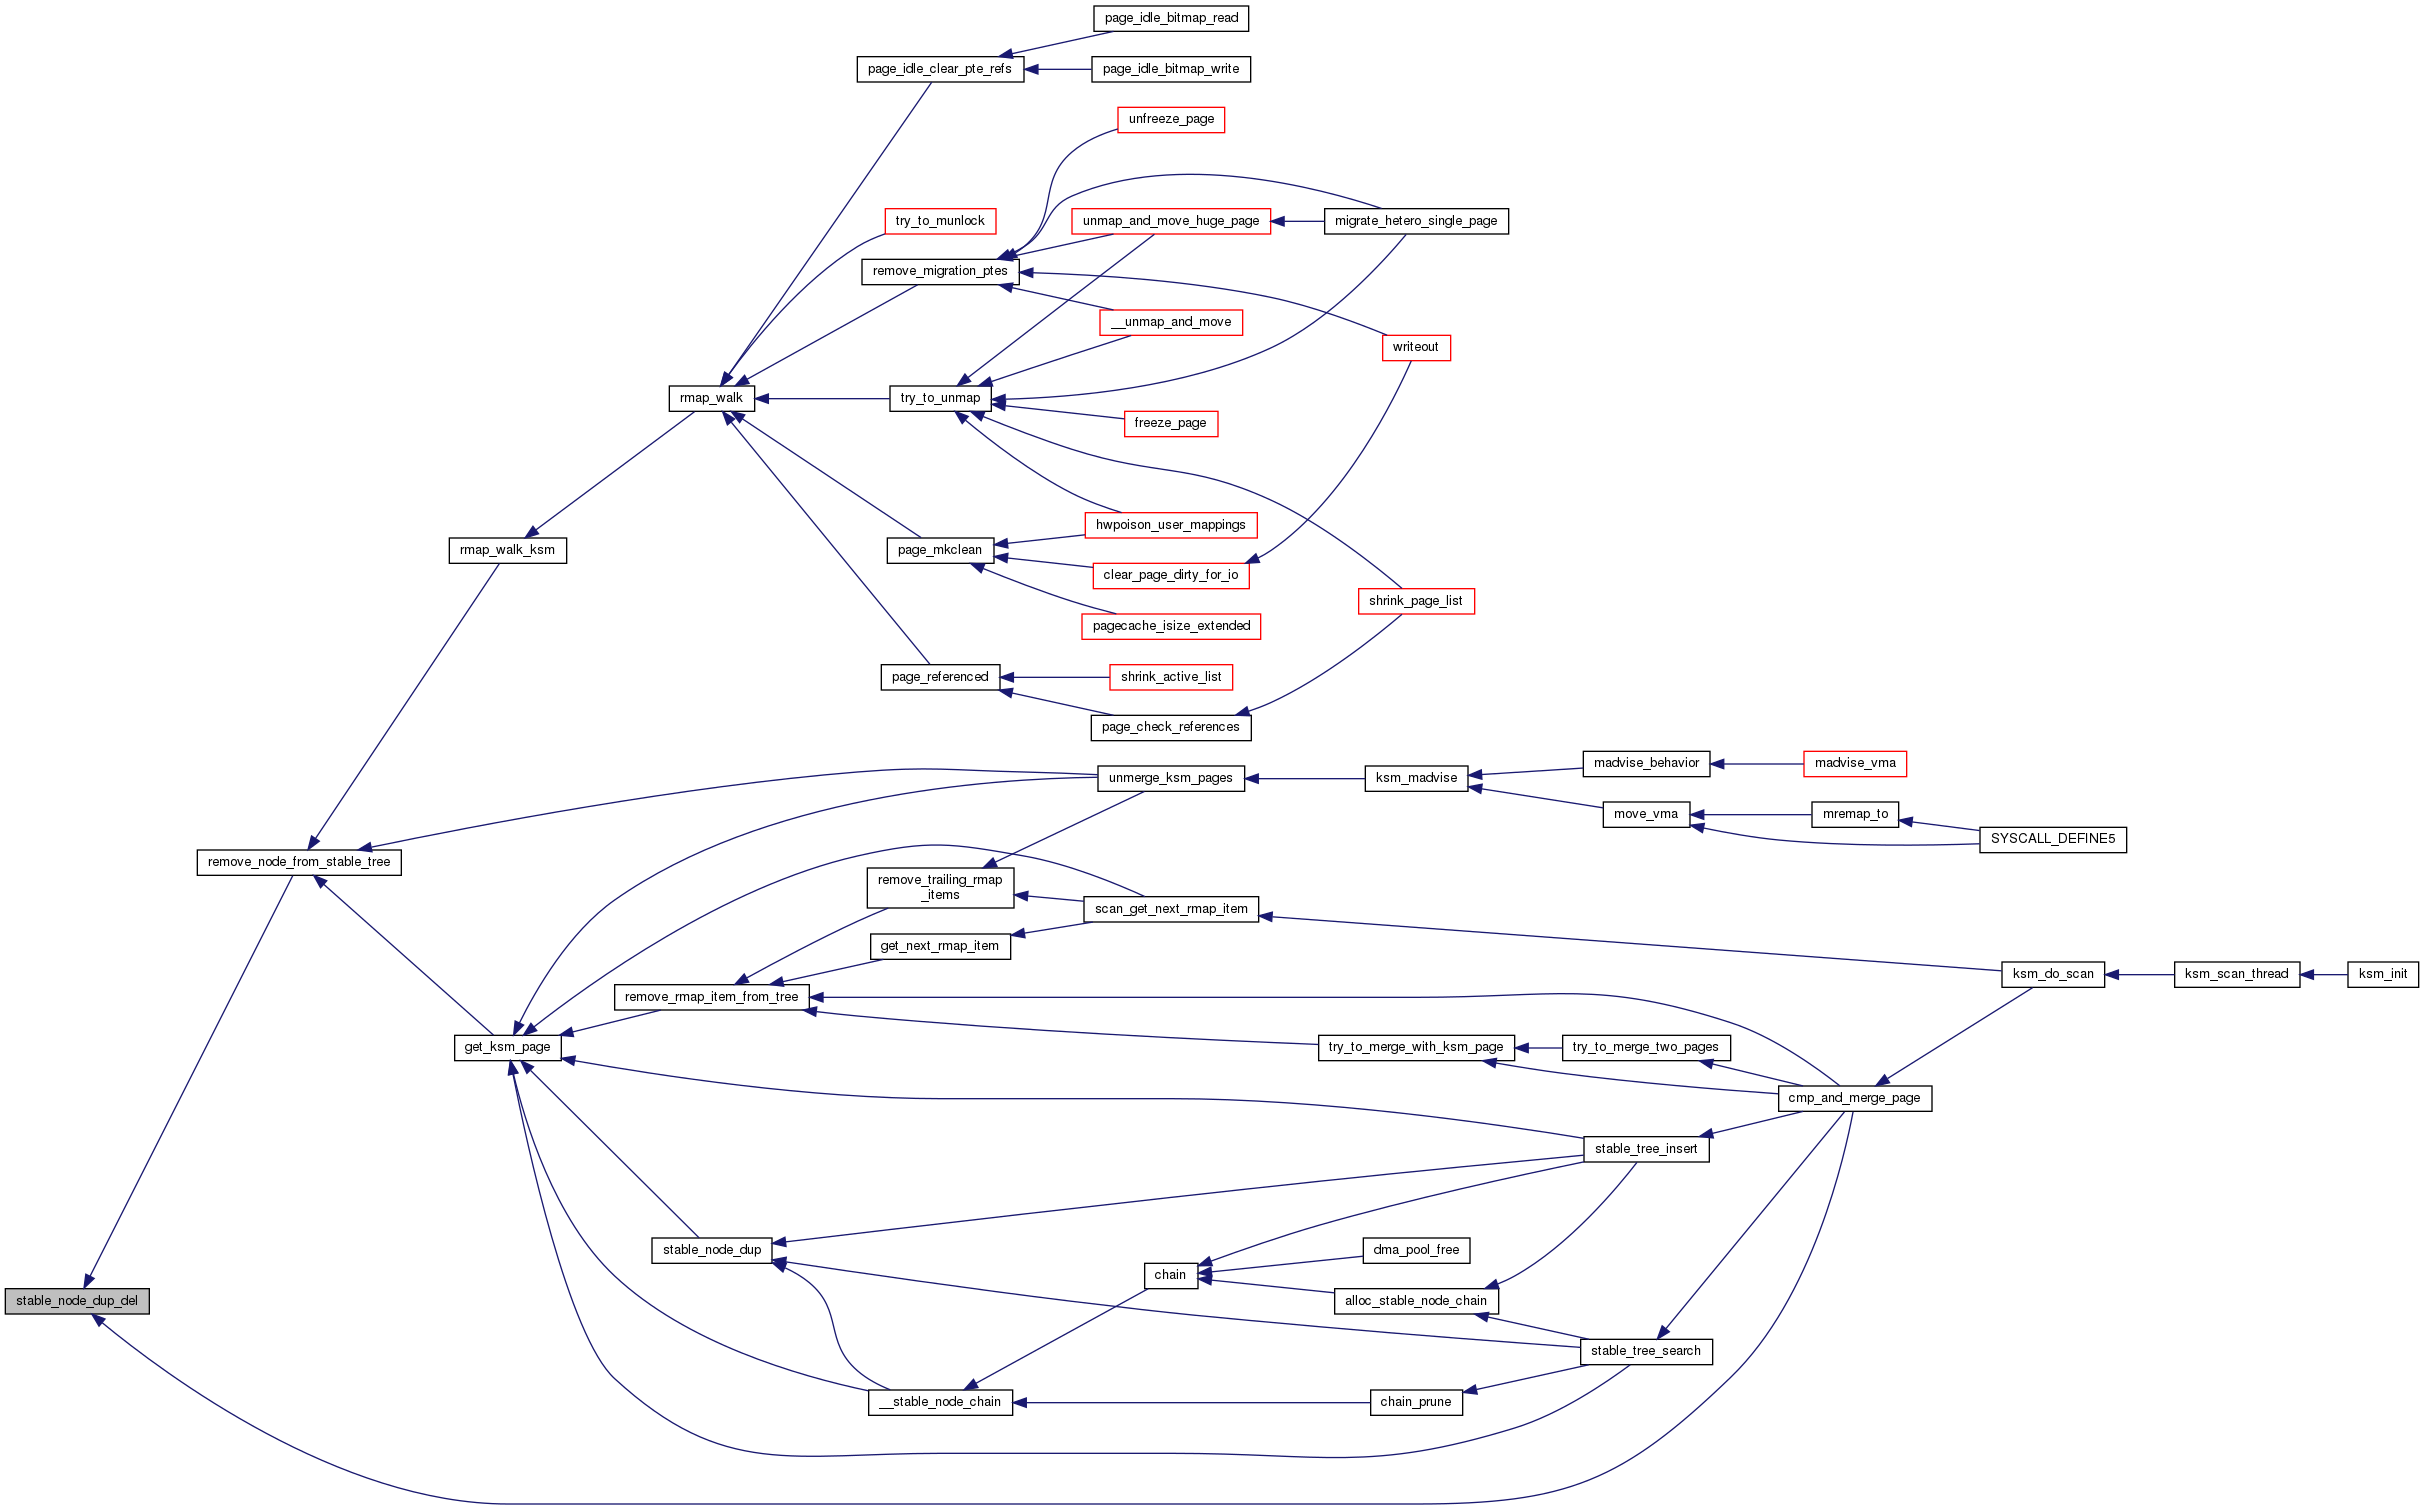 page_idle_bitmap_read
page_idle_clear_pte_refs
page_idle_bitmap_write
unfreeze_page
try_to_munlock
unmap_and_move_huge_page
migrate_hetero_single_page
remove_migration_ptes
__unmap_and_move
writeout
rmap_walk
try_to_unmap
freeze_page
hwpoison_user_mappings
rmap_walk_ksm
page_mkclean
clear_page_dirty_for_io
shrink_page_list
pagecache_isize_extended
page_referenced
shrink_active_list
page_check_references
unmerge_ksm_pages
ksm_madvise
madvise_behavior
madvise_vma
move_vma
mremap_to
SYSCALL_DEFINE5
remove_node_from_stable_tree
remove_trailing_rmap
_items
scan_get_next_rmap_item
get_next_rmap_item
ksm_do_scan
ksm_scan_thread
ksm_init
remove_rmap_item_from_tree
get_ksm_page
try_to_merge_with_ksm_page
try_to_merge_two_pages
cmp_and_merge_page
stable_tree_insert
stable_node_dup
dma_pool_free
chain
stable_node_dup_del
alloc_stable_node_chain
stable_tree_search
__stable_node_chain
chain_prune